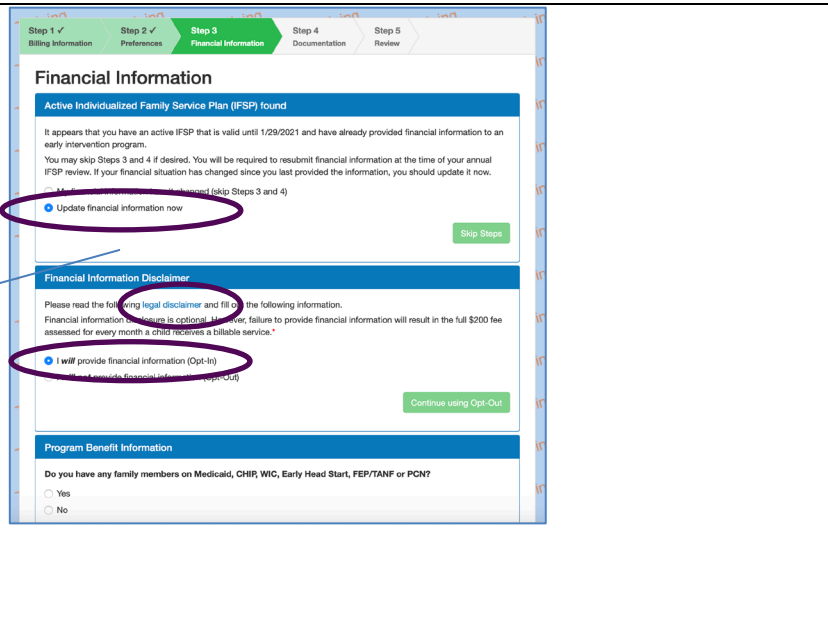 Step 1 ✓ Step 2 ✓ Step 3 Step 4 Step 5
Billing Information Preferences Financial Information Documentation Review
Financial Information
Active Individualized Family Service Plan (IFSP) found
It appears that you have an active IFSP that is valid until 1/29/2021 and have already provided financial information to an
early intervention program.
You may skip Steps 3 and 4 if desired. You will be required to resubmit financial information at the time of your annual
IFSP review. If your financial situation has changed since you last provided the information, you should update it now.
changed (skip Steps 3 and 4)
Update financial information now
Skip Steps
Financial Information Disclaimer
Please read the following legal disclaimer and fill out the following information.
Financial information disclosure is optional. However, failure to provide financial information will result in the full $200 fee
assessed for every month a child receives a billable service.*
I will provide financial information (Opt-In)
I will not provide financial information (Opt-Out)
Continue using Opt-Out
Program Benefit Information
Do you have any family members on Medicaid, CHIP, WIC, Early Head Start, FEP/TANF or PCN?
Yes
No